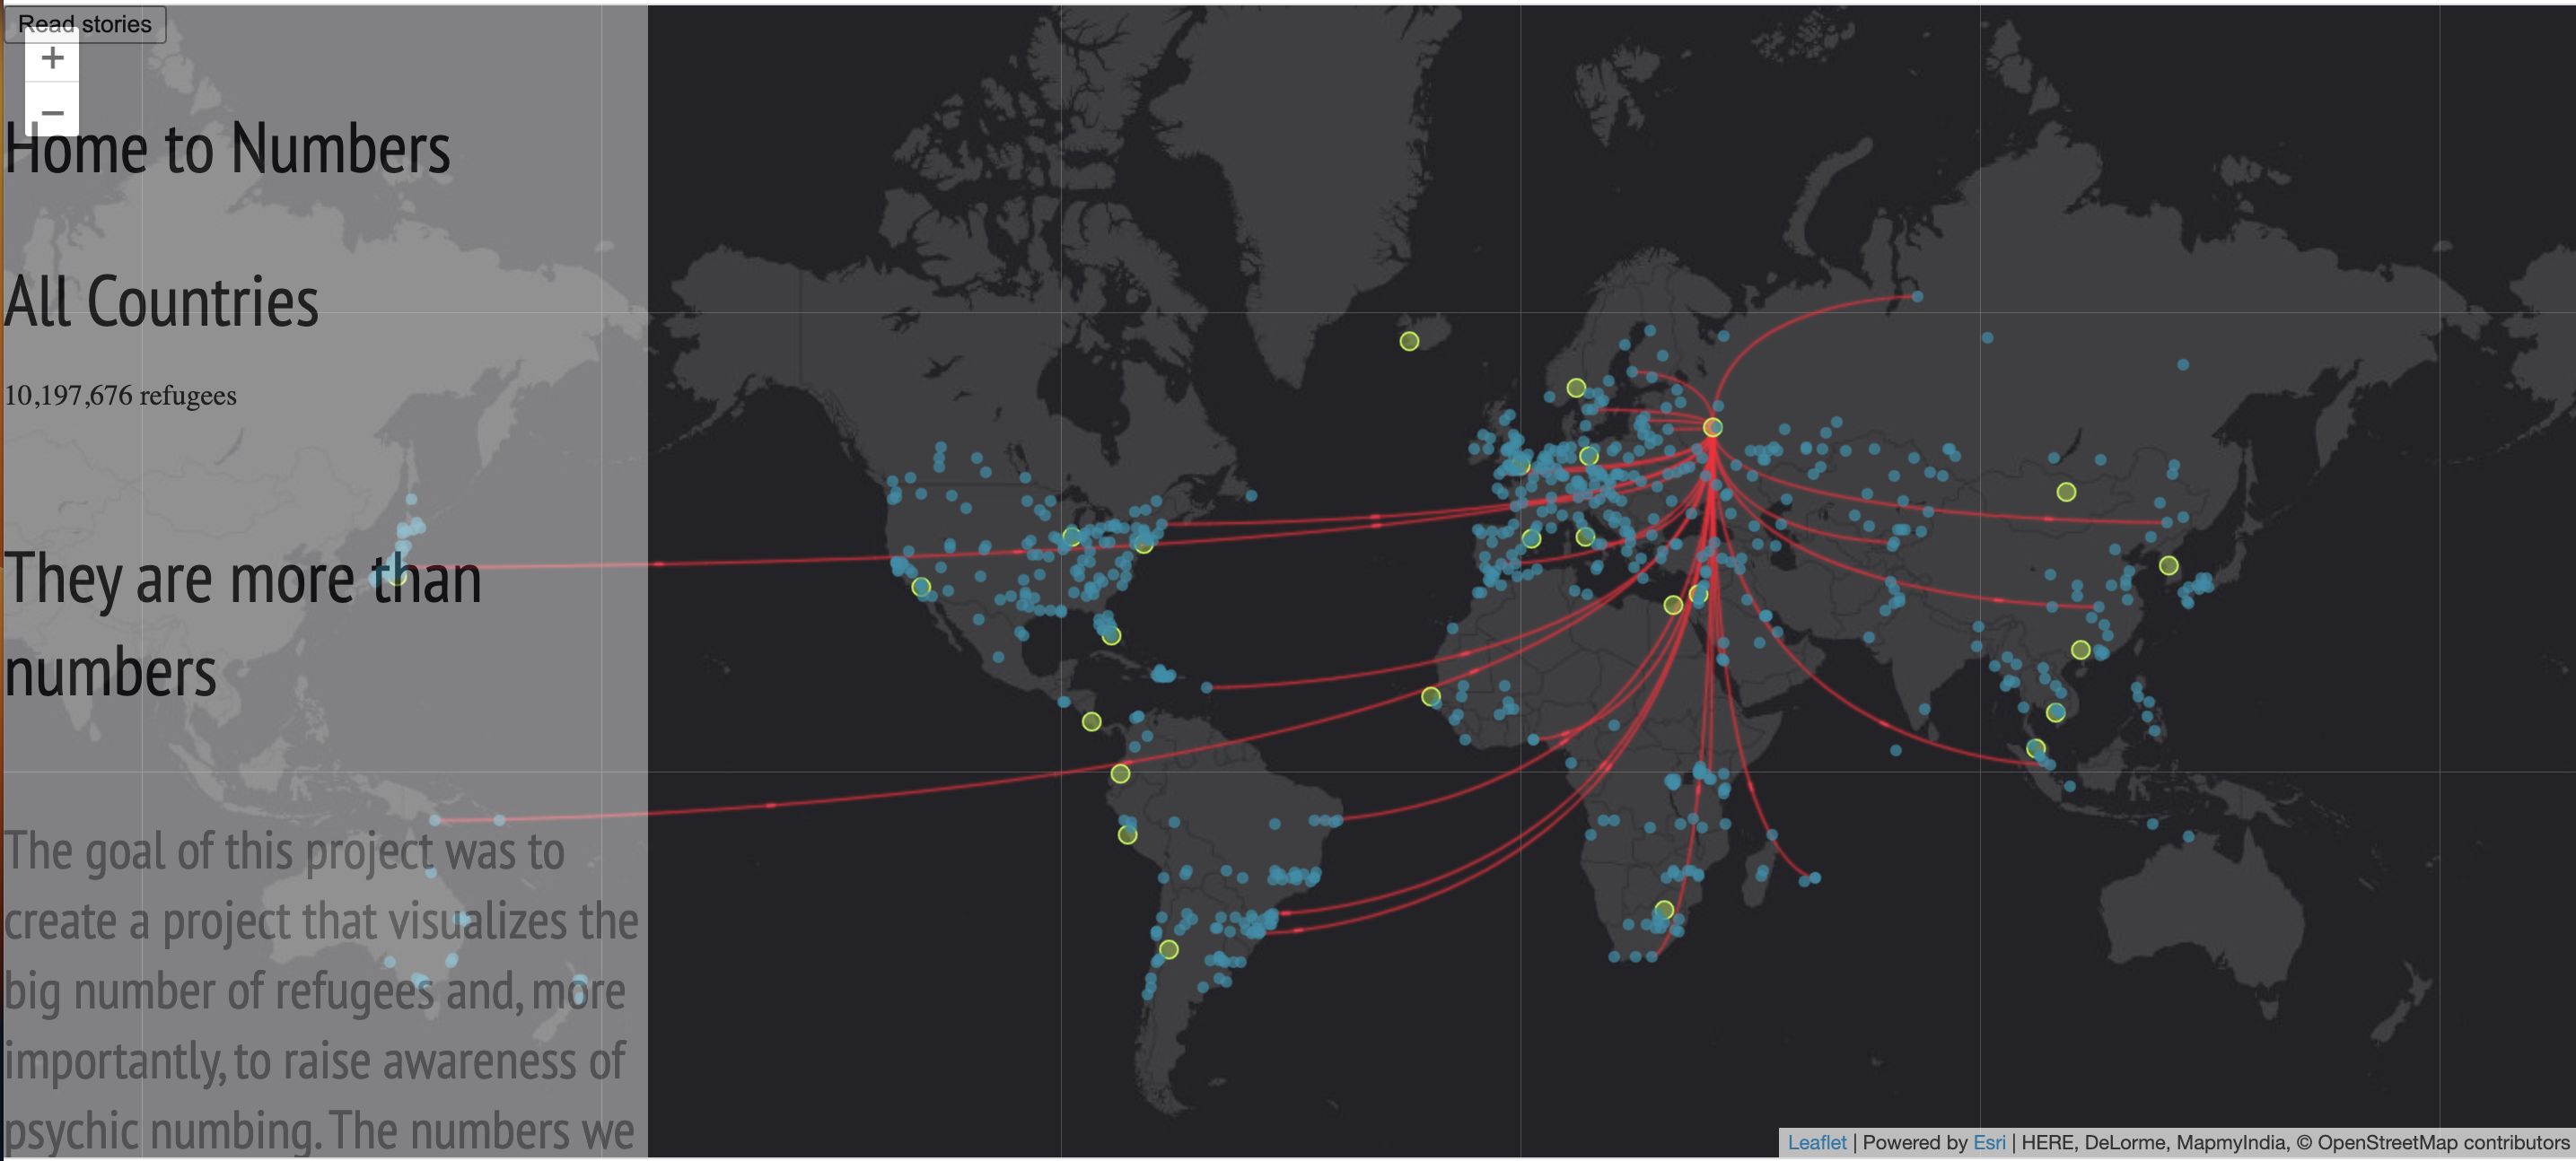 Read stories
+
−
Home to Numbers
All Countries
10,197,676 refugees
They are more than
numbers
The goal of this project was to
create a project that visualizes the
big number of refugees and, more
importantly, to raise awareness of
psychic numbing. The numbers we
Leaflet | Powered by Esri | HERE, DeLorme, MapmyIndia, © OpenStreetMap contributors